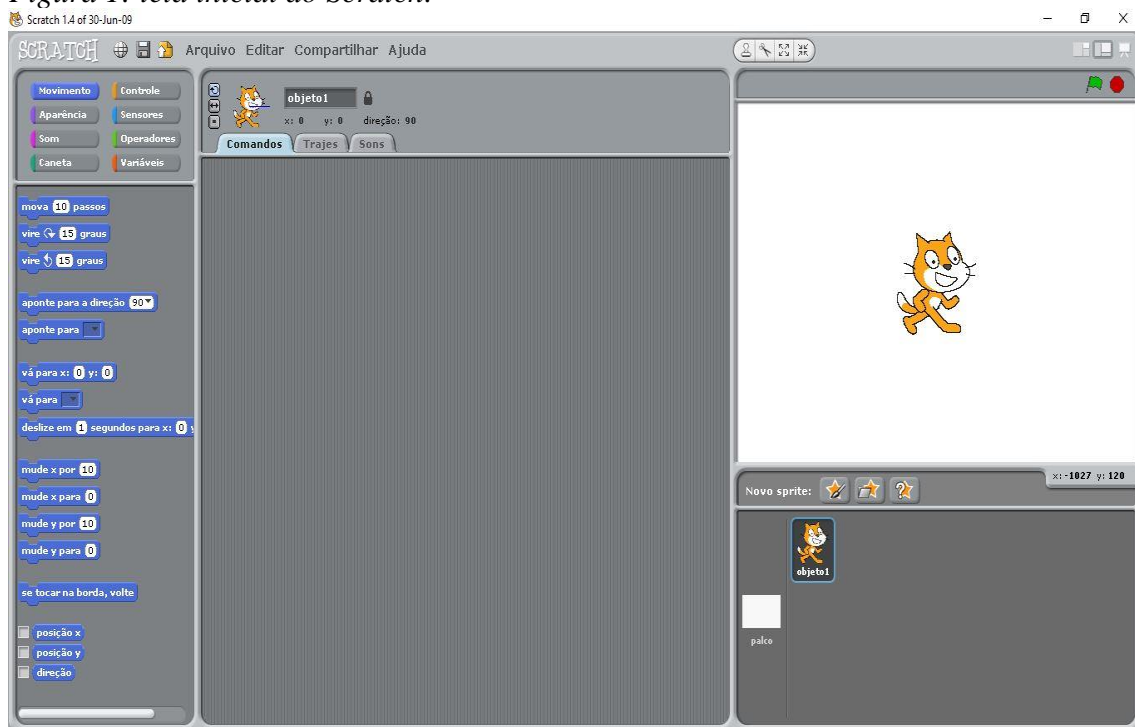 Figura 1: tela inicial do Scratch.
Scratch 1.4 of 30-Jun-09
SCRATCH Arquivo Editar Compartilhar Ajuda
Movimento Controle
Aparência Sensores
Som Operadores
Caneta Variáveis
mova 10 passos
vire 15 graus
vire 15 graus
aponte para a direção 90
aponte para
vá para x: 0 y: 0
vá para
deslize em 1 segundos para x: 0 y
mude x por 10
mude x para 0
mude y por 10
mude y para 0
se tocar na borda, volte
posição x
posição y
direção
objeto1
x: 0 y: 0 direção: 90
Comandos Trajes Sons
x: -1027 y: 120
Novo sprite:
objeto1
palco